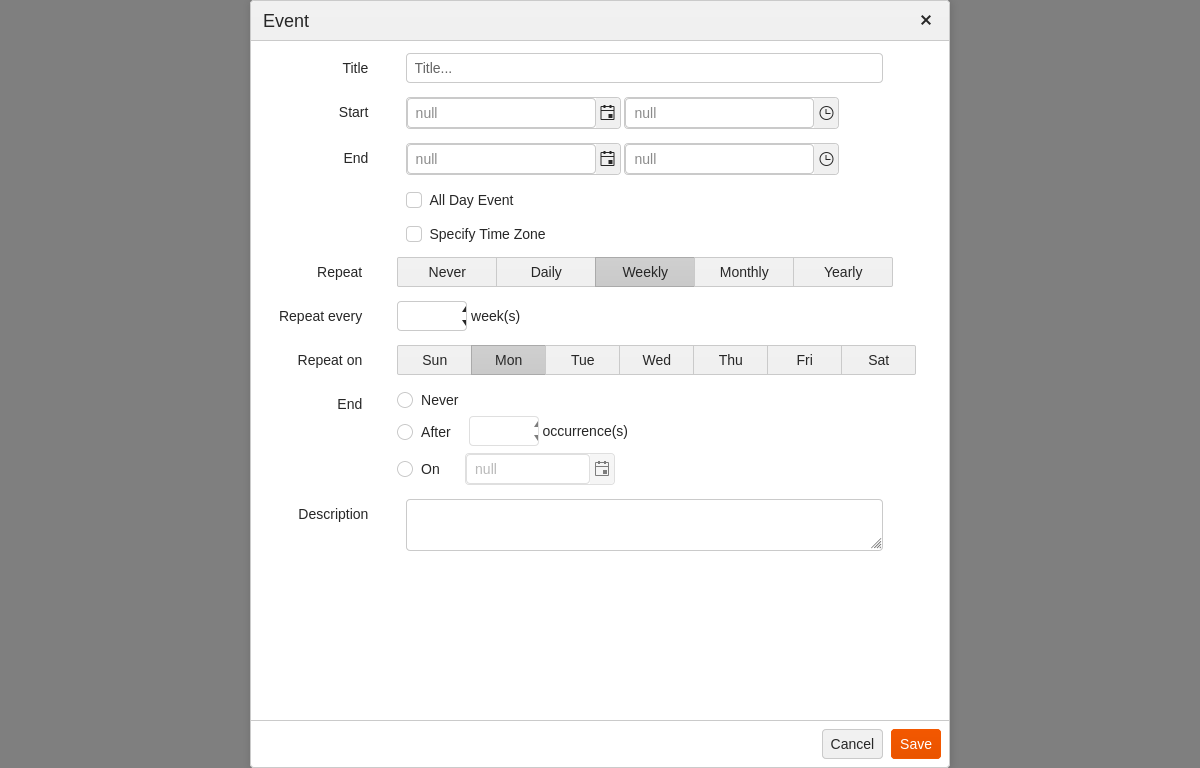 Event
Title Title...
Start null null
End null null
All Day Event
Specify Time Zone
Repeat Never Daily Weekly Monthly Yearly
Repeat every week(s)
Repeat on Sun Mon Tue Wed Thu Fri Sat
End Never
After occurrence(s)
On null
Description
Cancel Save